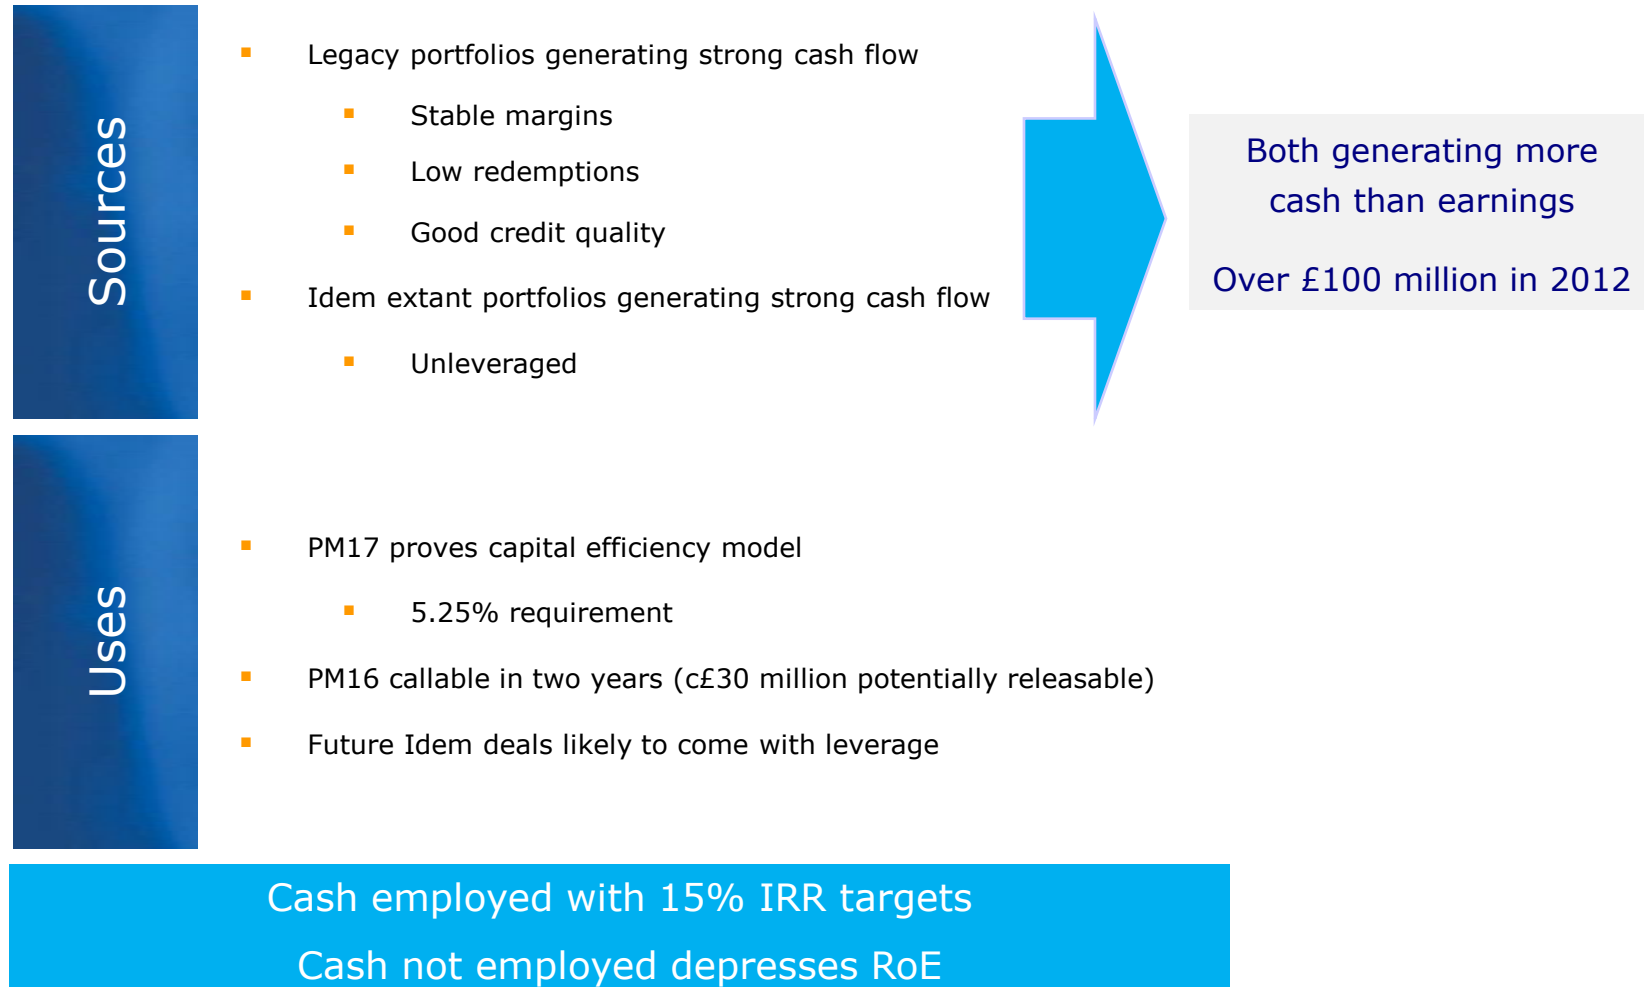 Sources
Legacy portfolios generating strong cash flow
Stable margins
Low redemptions
Good credit quality
Idem extant portfolios generating strong cash flow
Unleveraged
Both generating more
cash than earnings
Over £100 million in 2012
Uses
PM17 proves capital efficiency model
5.25% requirement
PM16 callable in two years (c£30 million potentially releasable)
Future Idem deals likely to come with leverage
Cash employed with 15% IRR targets
Cash not employed depresses RoE